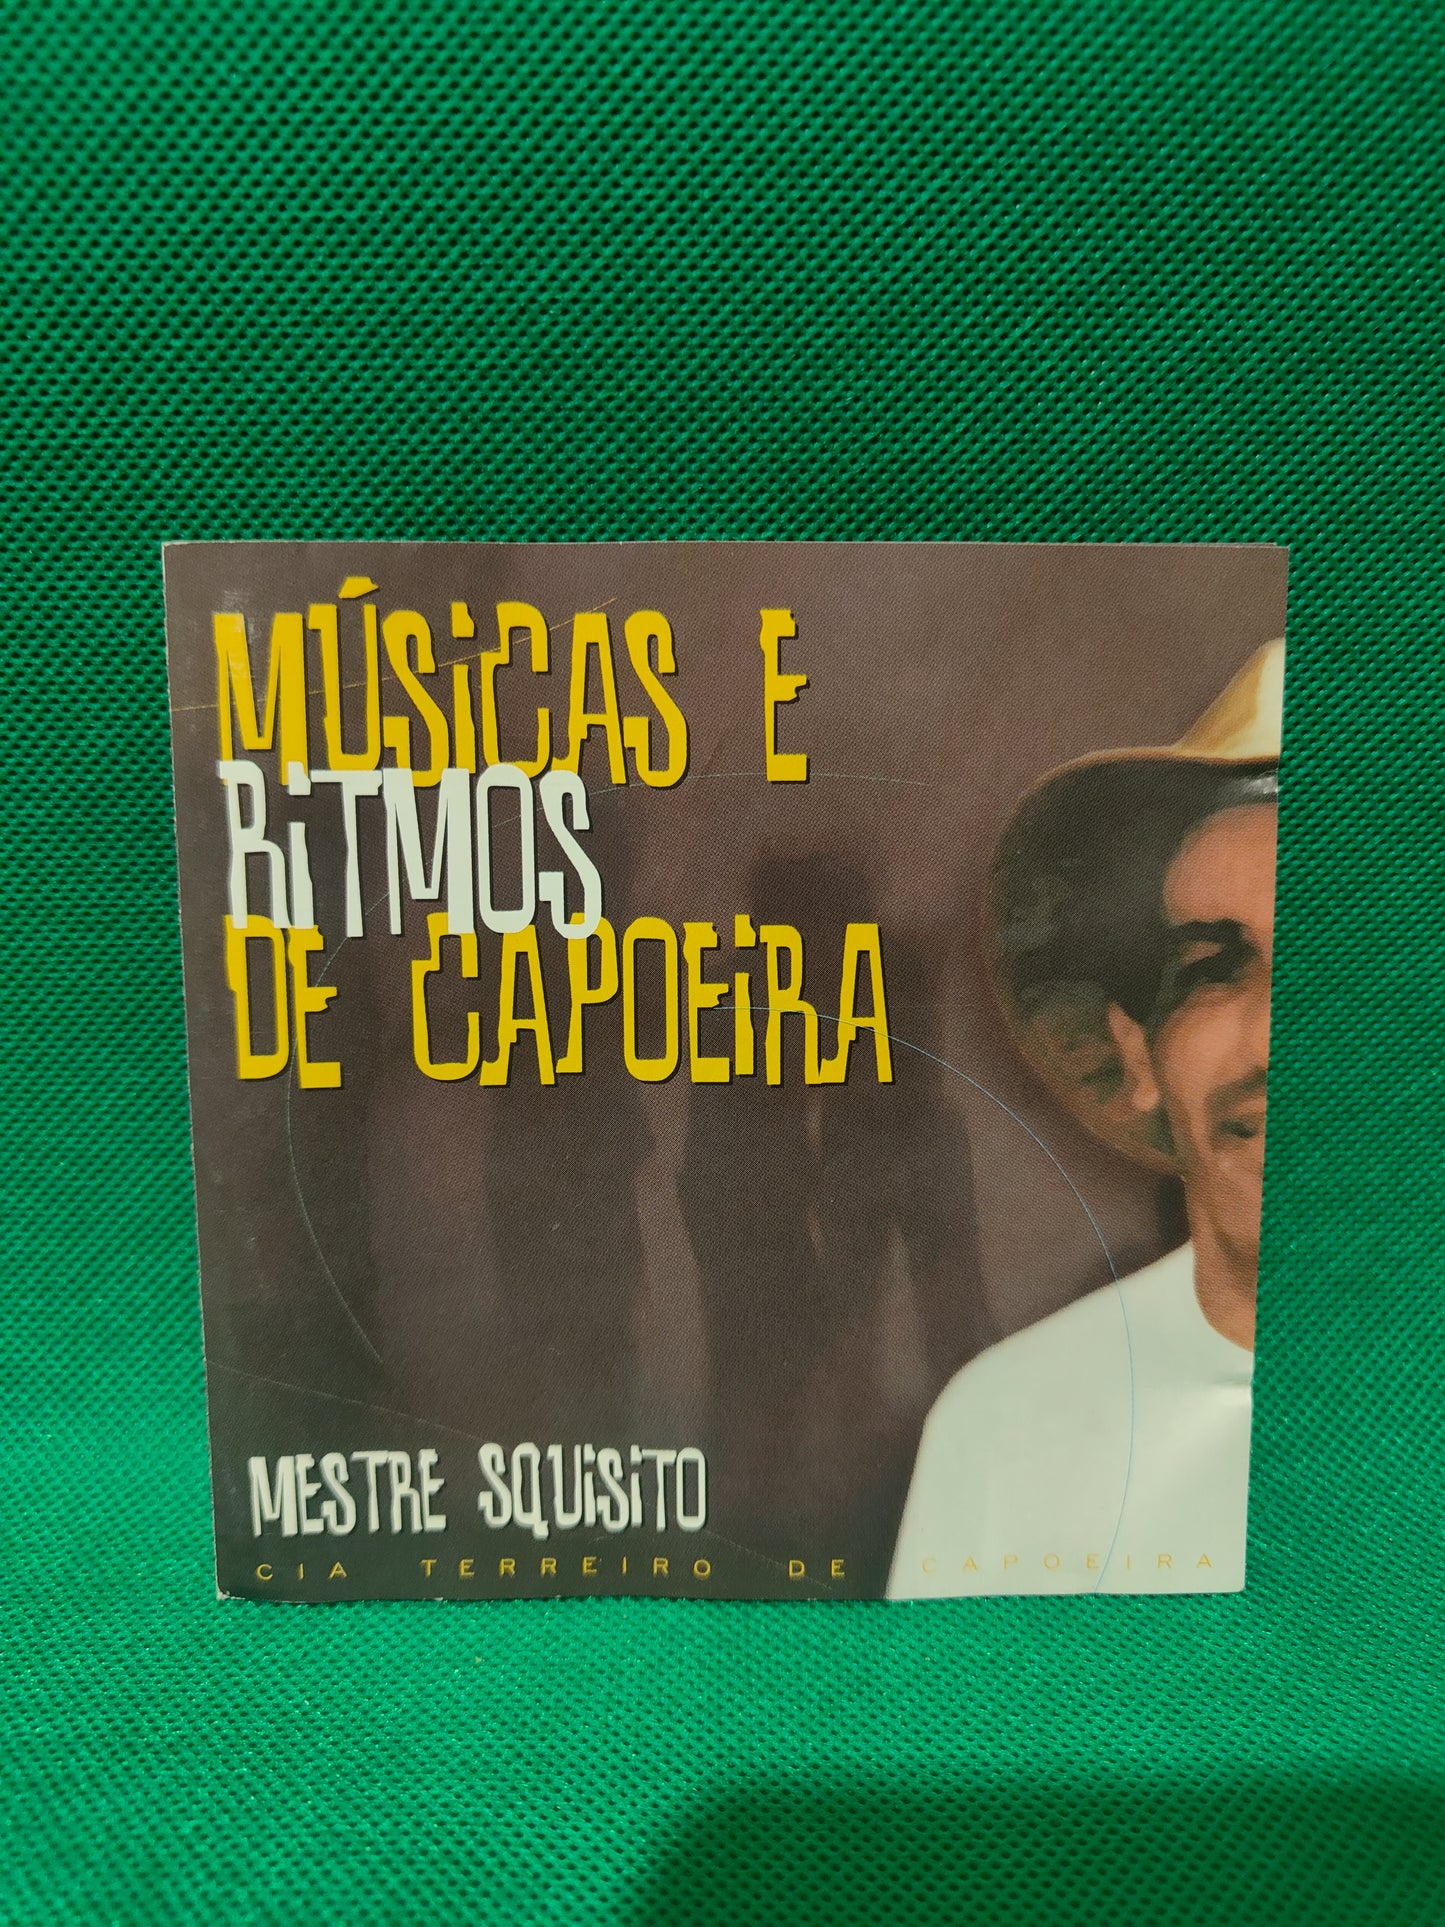 MÚSiCAS E
RiTMOS
DE CAPOEiRA
MESTRE SQUiSiTO
CIA TERREIRO DE CAPOEIRA